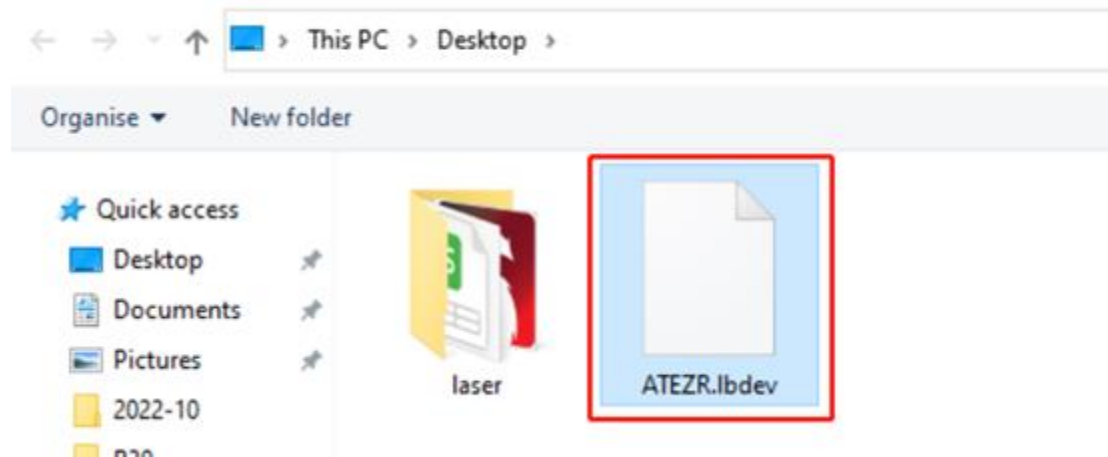 This PC > Desktop >
Organise New folder
Quick access
Desktop
Documents
Pictures
2022-10
laser
ATEZR.lbdev